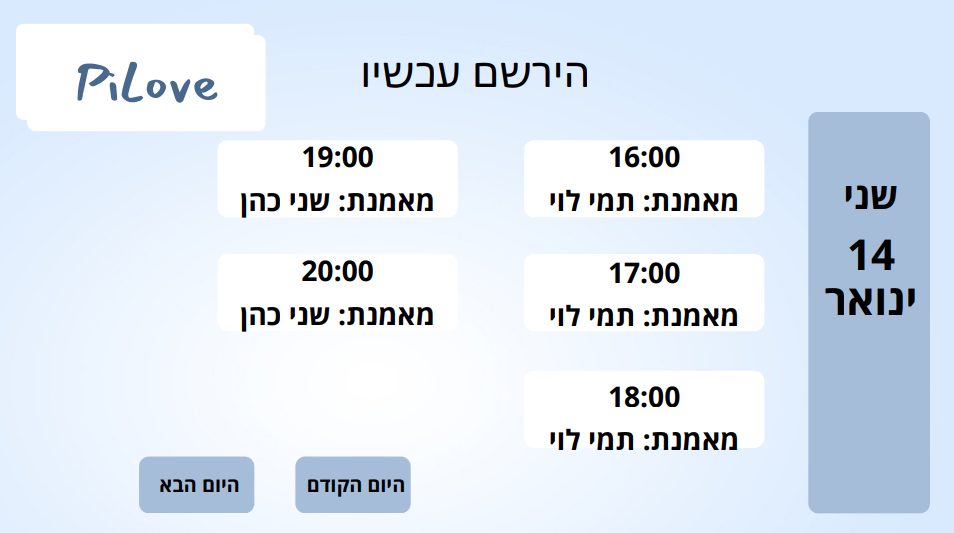 PiLove
הירשם עכשיו
שני
14
ינואר
16:00
מאמנת: תמי לוי
17:00
מאמנת: תמי לוי
18:00
מאמנת: תמי לוי
19:00
מאמנת: שני כהן
20:00
מאמנת: שני כהן
היום הקודם
היום הבא